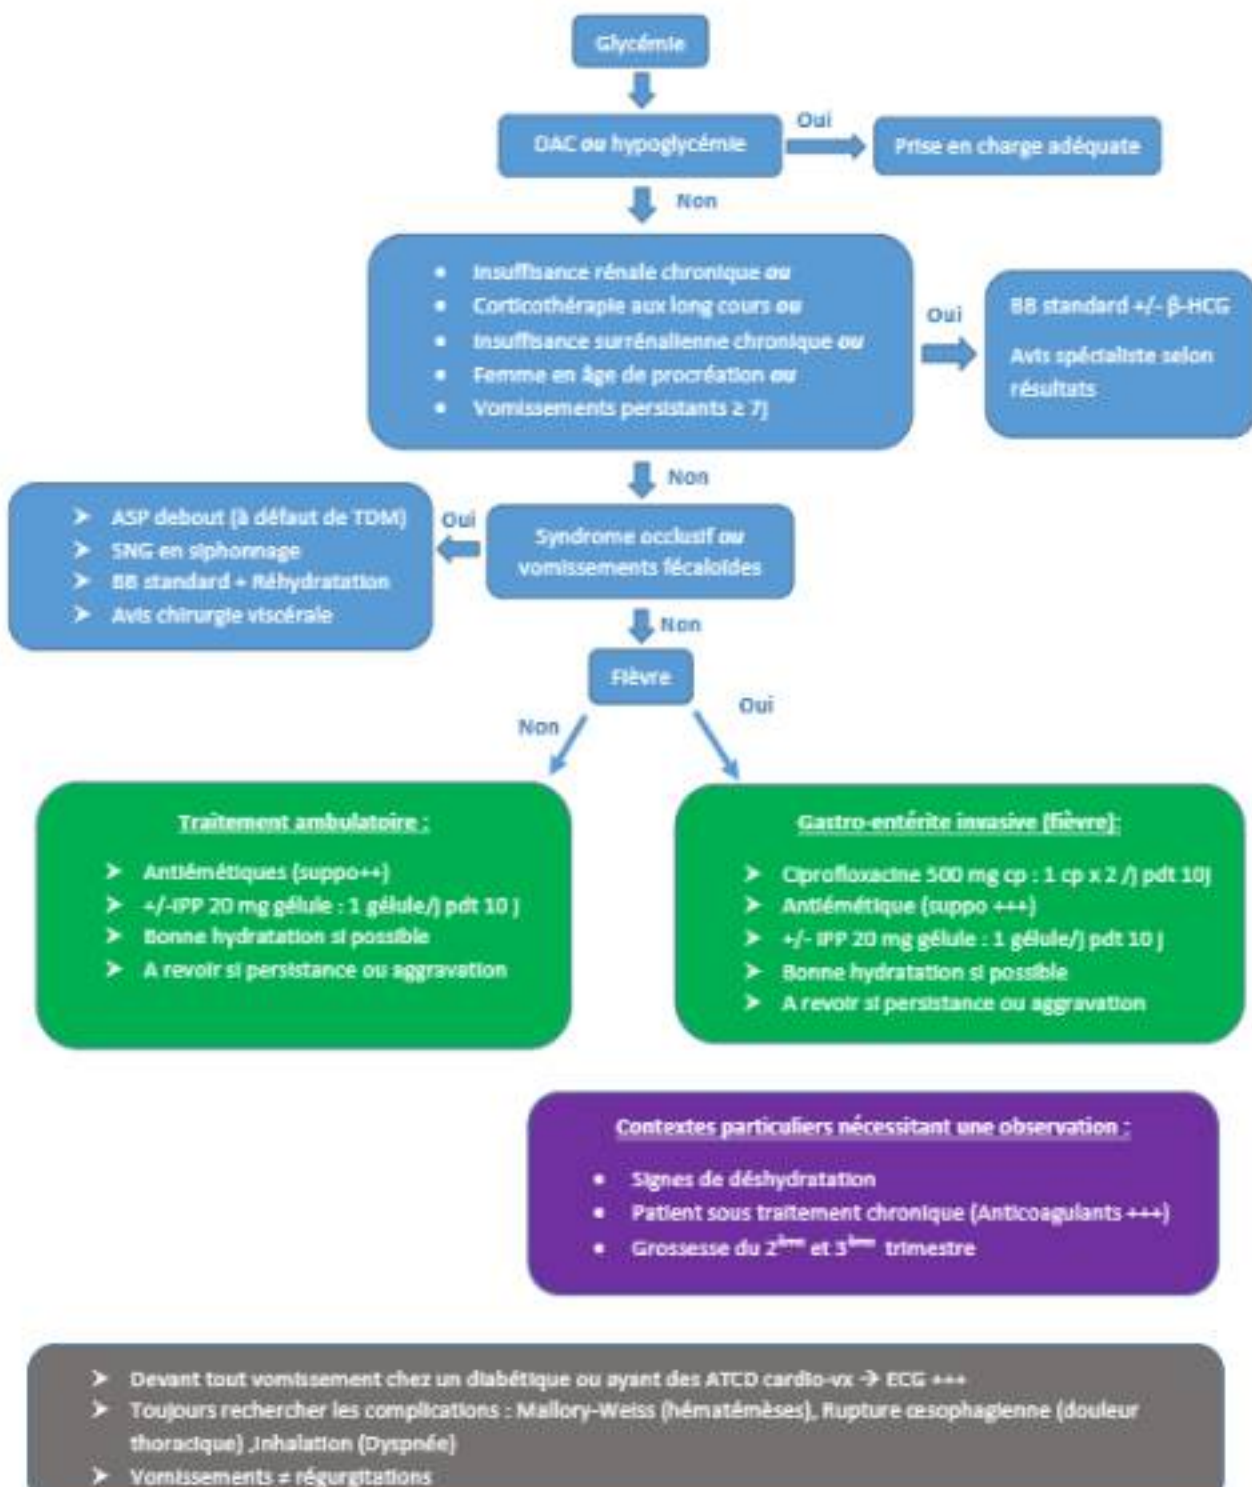 Glycémie
DAC ou hypoglycémie
Oui
Prise en charge adéquate
Non
• Insuffisance rénale chronique ou
• Corticothérapie aux long cours ou
• Insuffisance surrénalienne chronique ou
• Femme en âge de procréation ou
• Vomissements persistants ≥ 7j
Oui
BB standard +/- β-HCG
Avis spécialiste selon
résultats
Non
Syndrome occlusif ou
vomissements fécaloïdes
Oui
➤ ASP debout (à défaut de TDM)
➤ SNG en siphonnage
➤ BB standard + Réhydratation
➤ Avis chirurgie viscérale
Non
Fièvre
Non
Oui
Traitement ambulatoire :
➤ Antiémétiques (suppo++)
➤ +/-IPP 20 mg gélule : 1 gélule/j pdt 10 j
➤ Bonne hydratation si possible
➤ A revoir si persistance ou aggravation
Gastro-entérite invasive (fièvre):
➤ Ciprofloxacine 500 mg cp : 1 cp x 2 /j pdt 10j
➤ Antiémétique (suppo +++)
➤ +/- IPP 20 mg gélule : 1 gélule/j pdt 10 j
➤ Bonne hydratation si possible
➤ A revoir si persistance ou aggravation
Contextes particuliers nécessitant une observation :
• Signes de déshydratation
• Patient sous traitement chronique (Anticoagulants +++)
• Grossesse du 2ème et 3ème trimestre
➤ Devant tout vomissement chez un diabétique ou ayant des ATCD cardio-vx → ECG +++
➤ Toujours rechercher les complications : Mallory-Weiss (hématémèses), Rupture œsophagienne (douleur
thoracique) ,Inhalation (Dyspnée)
➤ Vomissements ≠ régurgitations